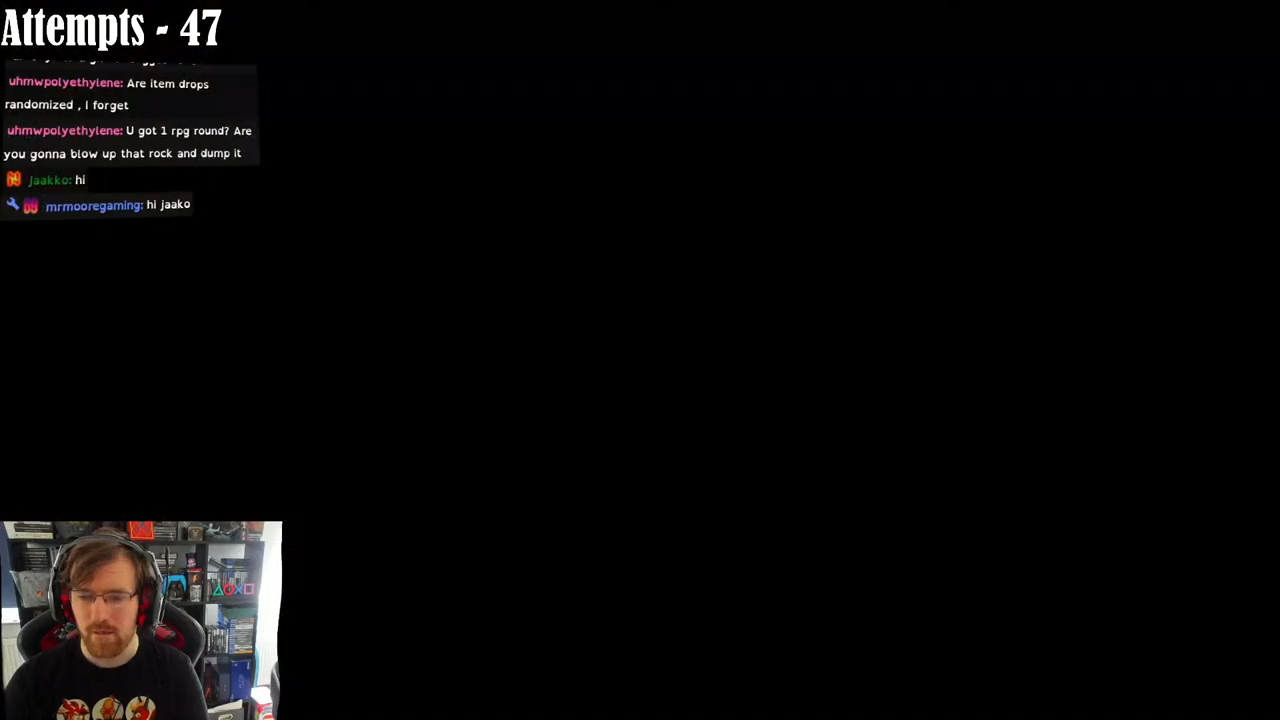 Attempts - 47
uhmwpolyethylene: Are item drops
randomized , I forget
uhmwpolyethylene: U got 1 rpg round? Are
you gonna blow up that rock and dump it
Jaakko: hi
mrmooregaming: hi jaako